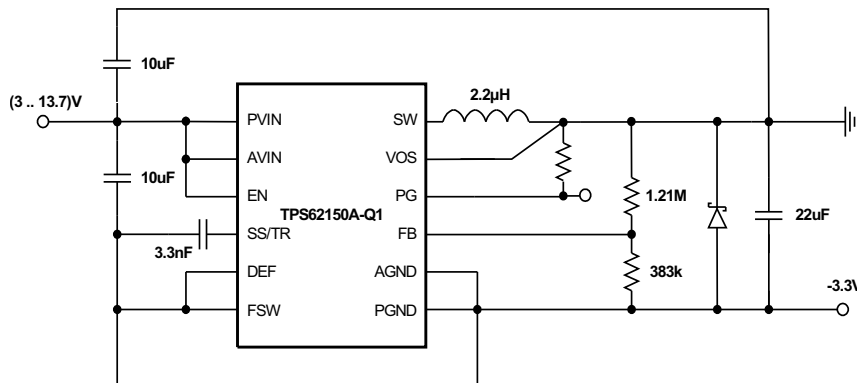 10uF
(3 .. 13.7)V
2.2µH
PVIN
SW
AVIN
VOS
10uF
EN
PG
1.21M
TPS62150A-Q1
22uF
SS/TR
FB
3.3nF
DEF
AGND
383k
-3.3V
FSW
PGND